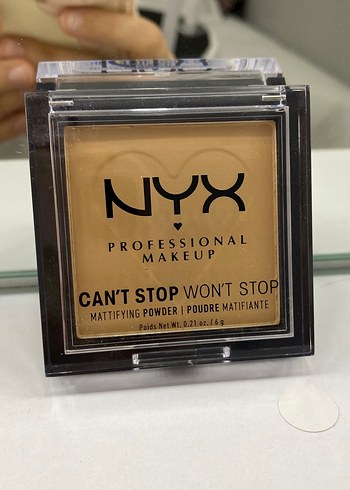 NYX
PROFESSIONAL
MAKEUP
CAN'T STOP WON'T STOP
MATTIFYING POWDER | POUDRE MATIFIANTE
Poids Net Wt. 0.21 oz. / 6 g